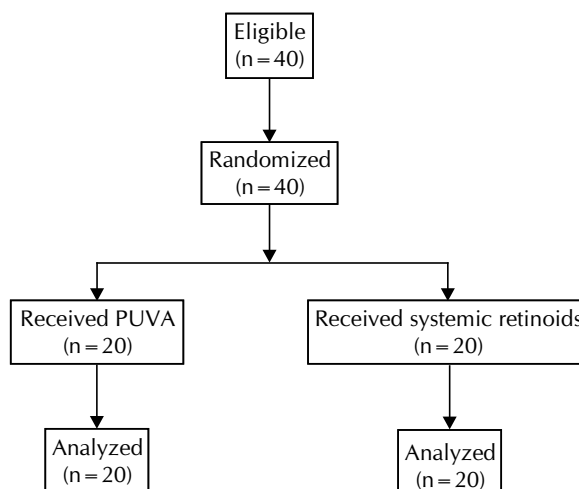 Eligible
(n = 40)
Randomized
(n = 40)
Received PUVA
(n = 20)
Received systemic retinoids
(n = 20)
Analyzed
(n = 20)
Analyzed
(n = 20)